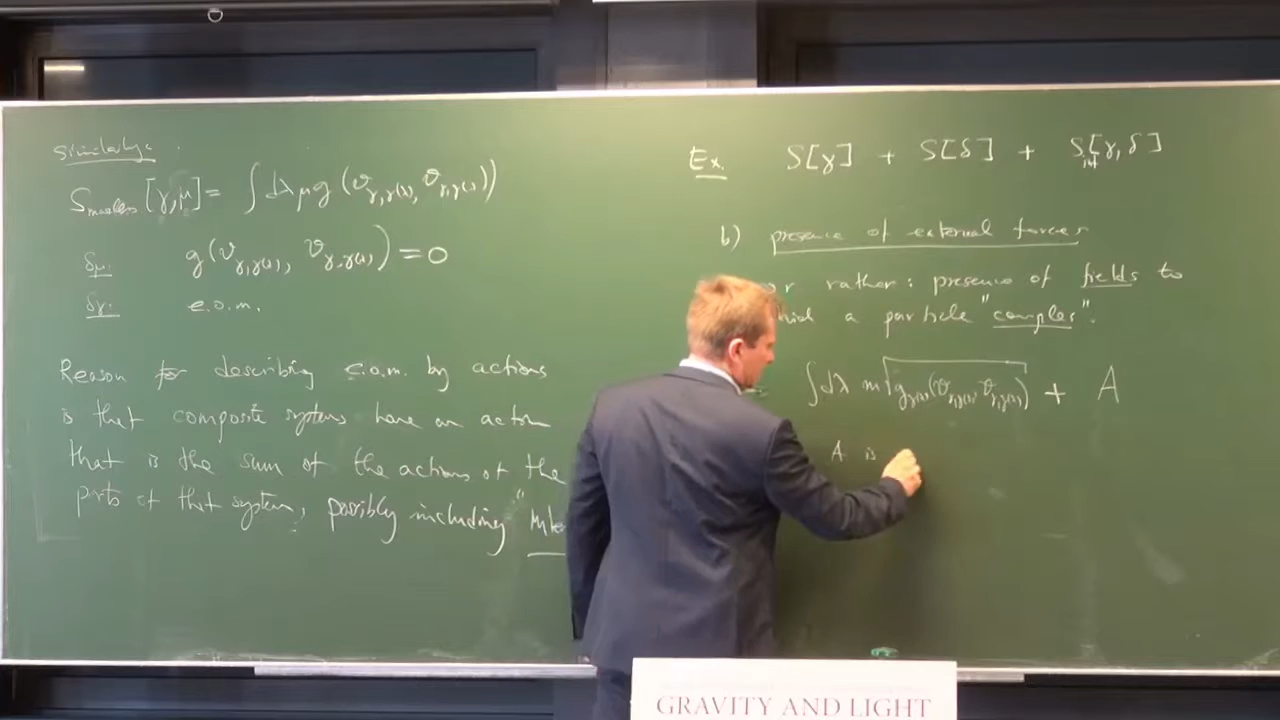 Similarly:
S_massless [γ, μ] = ∫ dλ μ g (v_γ,γ(λ), v_γ,γ(λ))
δμ: g(v_γ,γ(λ), v_γ,γ(λ)) = 0
δγ: e.o.m.
Reason for describing e.o.m. by actions
is that composite systems have an action
that is the sum of the actions of the
parts of that system, possibly including "inte
Ex. S[γ] + S[δ] + S_int[γ, δ]
b) presence of external forces
or rather: presence of fields to
which a particle "couples".
∫ dλ m √g_γ(λ)(v_γ,γ(λ), v_γ,γ(λ)) + A
A is
GRAVITY AND LIGHT